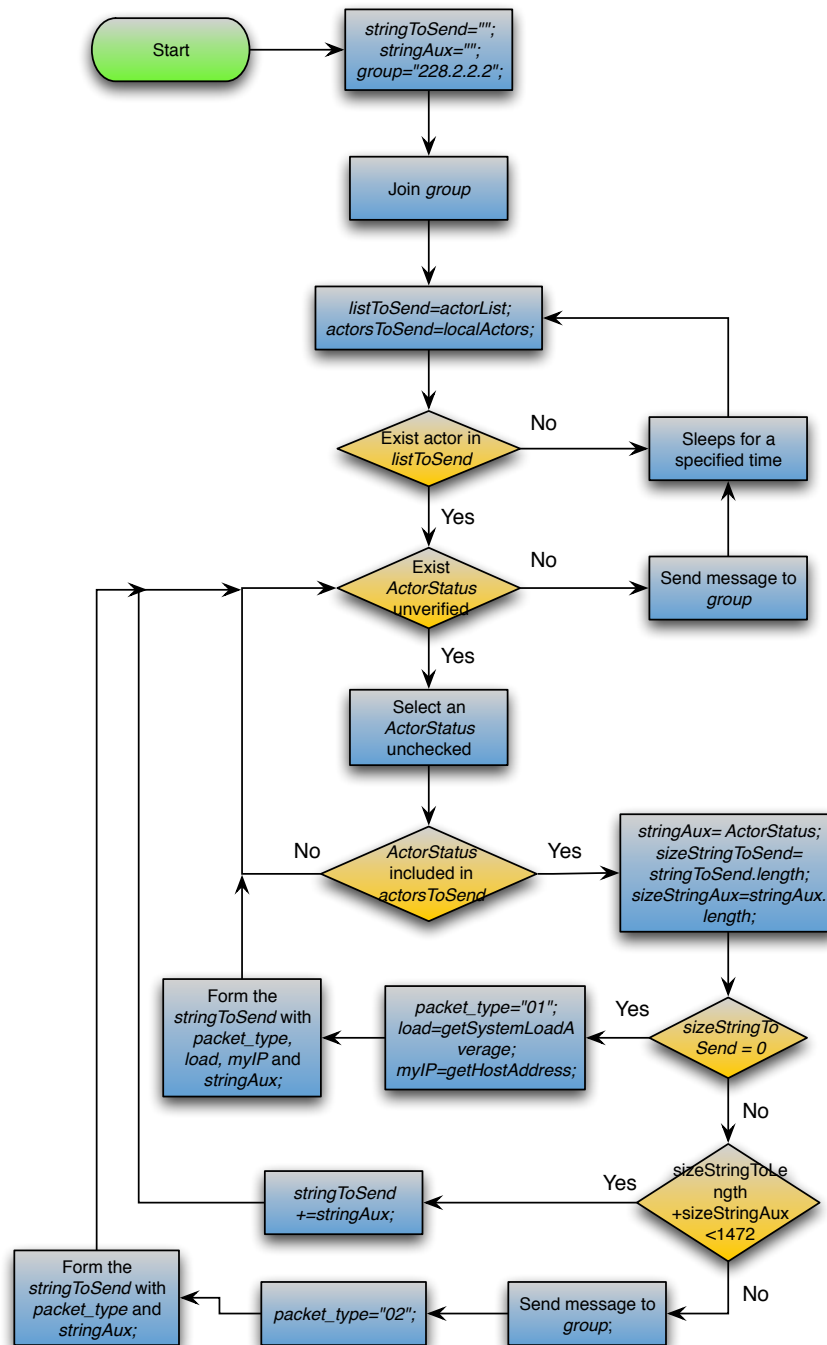 Start
stringToSend="";
stringAux="";
group="228.2.2.2";
Join group
listToSend=actorList;
actorsToSend=localActors;
Exist actor in
listToSend
No
Sleeps for a
specified time
Yes
Exist
ActorStatus
unverified
No
Send message to
group
Yes
Select an
ActorStatus
unchecked
ActorStatus
included in
actorsToSend
No
Yes
stringAux= ActorStatus;
sizeStringToSend=
stringToSend.length;
sizeStringAux=stringAux.
length;
sizeStringTo
Send = 0
Yes
packet_type="01";
load=getSystemLoadA
verage;
myIP=getHostAddress;
Form the
stringToSend with
packet_type,
load, myIP and
stringAux;
No
sizeStringToLe
ngth
+sizeStringAux
<1472
Yes
stringToSend
+=stringAux;
No
Send message to
group;
packet_type="02";
Form the
stringToSend with
packet_type and
stringAux;